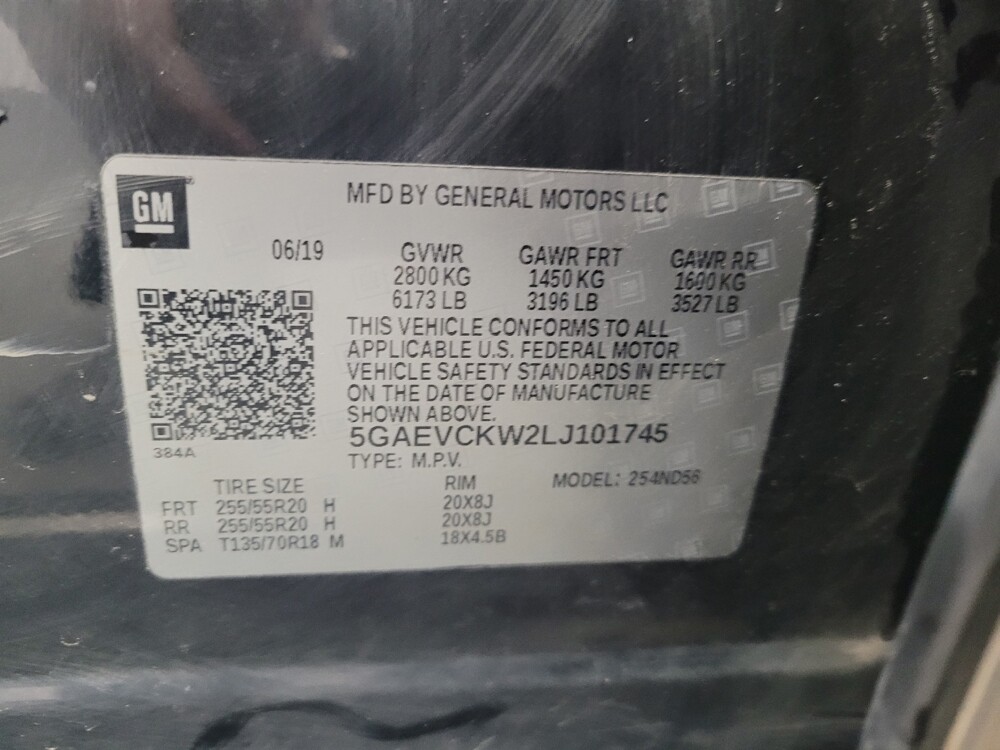 GM
MFD BY GENERAL MOTORS LLC
06/19 GVWR GAWR FRT GAWR RR
2800 KG 1450 KG 1600 KG
6173 LB 3196 LB 3527 LB
THIS VEHICLE CONFORMS TO ALL
APPLICABLE U.S. FEDERAL MOTOR
VEHICLE SAFETY STANDARDS IN EFFECT
ON THE DATE OF MANUFACTURE
SHOWN ABOVE.
5GAEVCKW2LJ101745
384A
TYPE: M.P.V.
TIRE SIZE RIM MODEL: 254ND56
FRT 255/55R20 H 20X8J
RR 255/55R20 H 20X8J
SPA T135/70R18 M 18X4.5B